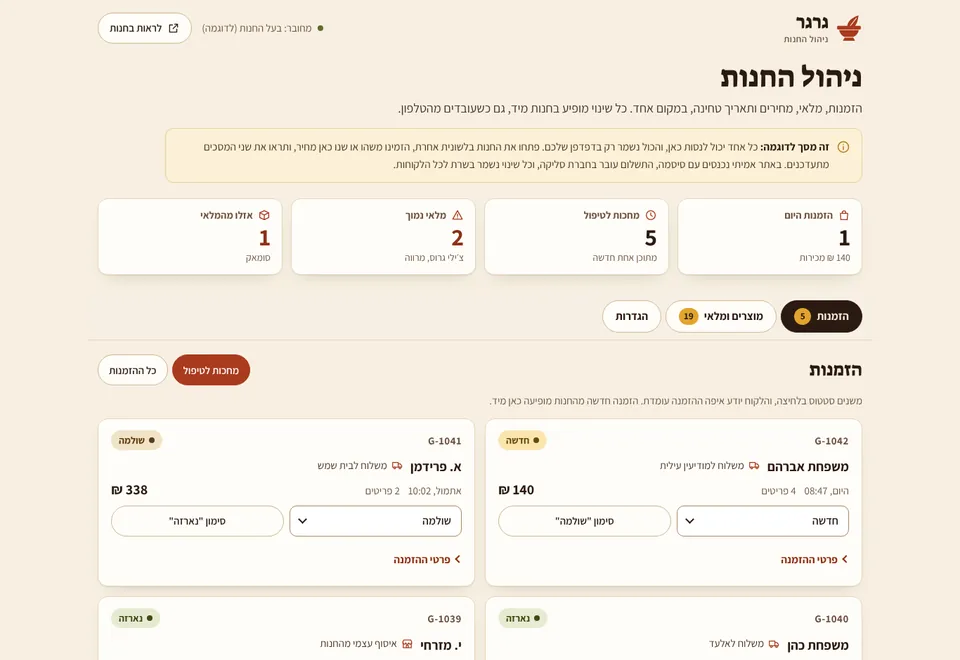 גרגר
ניהול החנות
מחובר: בעל החנות (לדוגמה)
לראות בחנות
ניהול החנות
הזמנות, מלאי, מחירים ותאריך טחינה, במקום אחד. כל שינוי מופיע בחנות מיד, גם כשעובדים מהטלפון.
זה מסך לדוגמה: כל אחד יכול לנסות כאן, והכול נשמר רק בדפדפן שלכם. פתחו את החנות בלשונית אחרת, הזמינו משהו או שנו כאן מחיר, ותראו את שני המסכים
מתעדכנים. באתר אמיתי נכנסים עם סיסמה, התשלום עובר בחברת סליקה, וכל שינוי נשמר בשרת לכל הלקוחות.
הזמנות היום
1
140 ₪ מכירות
מחכות לטיפול
5
מתוכן אחת חדשה
מלאי נמוך
2
צ'ילי גרוס, מרווה
אזלו מהמלאי
1
סומאק
הזמנות 5
מוצרים ומלאי 19
הגדרות
הזמנות
מחכות לטיפול
כל ההזמנות
משנים סטטוס בלחיצה, והלקוח יודע איפה ההזמנה עומדת. הזמנה חדשה מהחנות מופיעה כאן מיד.
G-1042
חדשה
משפחת אברהם
משלוח למודיעין עילית
היום, 08:47
4 פריטים
140 ₪
חדשה
סימון "שולמה"
פרטי ההזמנה
G-1041
שולמה
א. פרידמן
משלוח לבית שמש
אתמול, 10:02
2 פריטים
338 ₪
שולמה
סימון "נארזה"
פרטי ההזמנה
G-1040
נארזה
משפחת כהן
משלוח לאלעד
G-1039
נארזה
י. מזרחי
איסוף עצמי מהחנות